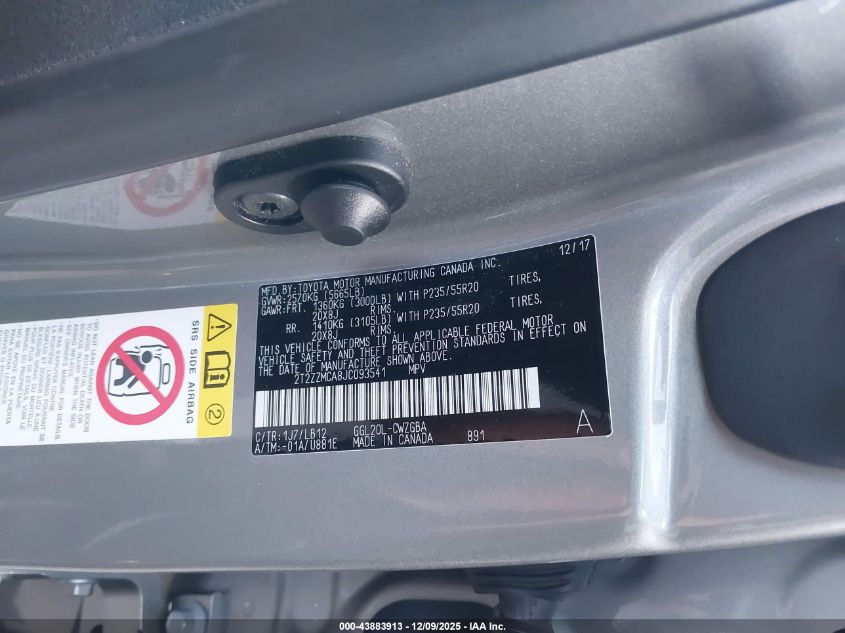 MFD.BY:TOYOTA MOTOR MANUFACTURING CANADA INC. 12/17
GVWR:2570KG (5665LB)
GAWR:FRT. 1360KG (3000LB) WITH P235/55R20 TIRES,
20X8J RIMS.
RR. 1410KG (3105LB) WITH P235/55R20 TIRES,
20X8J RIMS.
THIS VEHICLE CONFORMS TO ALL APPLICABLE FEDERAL MOTOR
VEHICLE SAFETY AND THEFT PREVENTION STANDARDS IN EFFECT ON
THE DATE OF MANUFACTURE SHOWN ABOVE.
2T2ZZMCA8JC093541 MPV
C/TR:1J7/LB12 GGL20L-CWZGBA
A/TM:-01A/U881E MADE IN CANADA 891 A
SRS SIDE AIRBAG
2
000-43883913 - 12/09/2025 - IAA Inc.